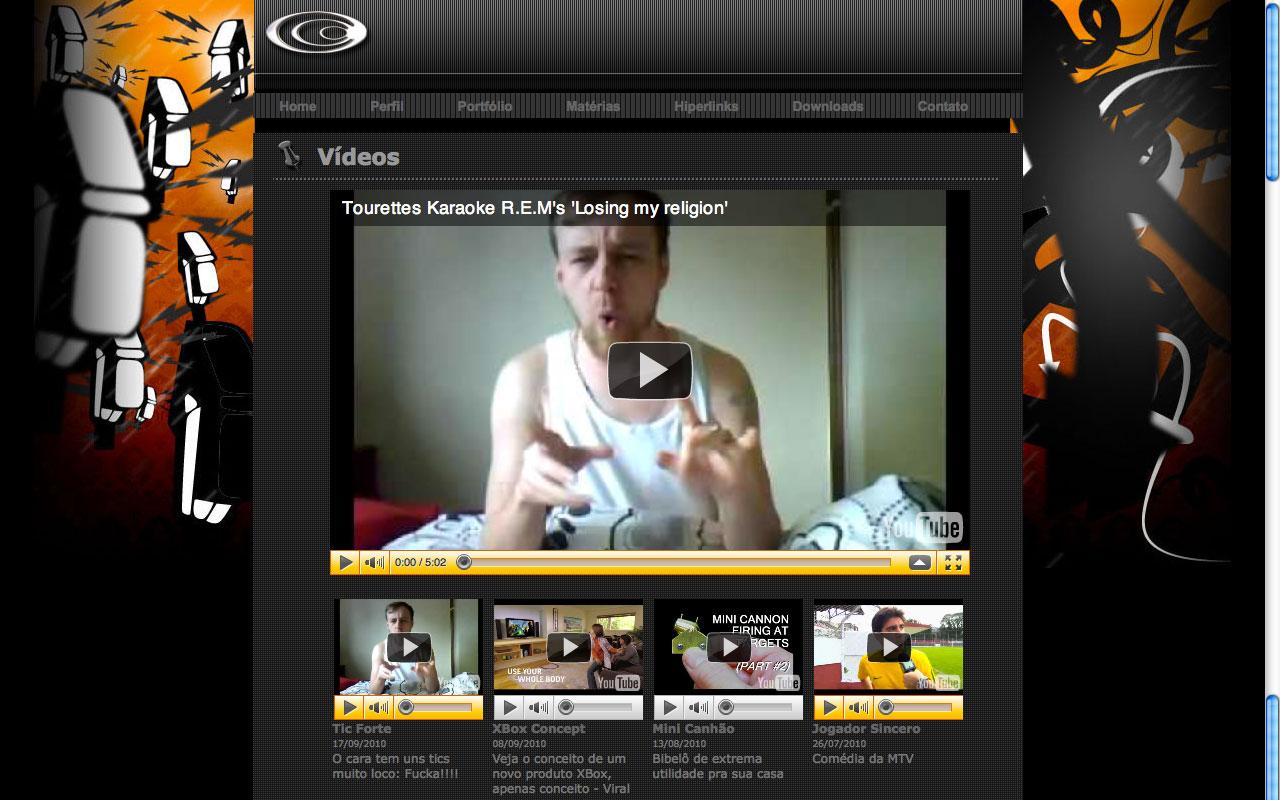 Home Perfil Portfólio Matérias Hiperlinks Downloads Contato
Vídeos
Tourettes Karaoke R.E.M's 'Losing my religion'
YouTube
0:00 / 5:02
YouTube
USE YOUR
WHOLE BODY
YouTube
MINI CANNON
FIRING AT
(PART #2)
YouTube
YouTube
Tic Forte
17/09/2010
O cara tem uns tics
muito loco: Fucka!!!!
XBox Concept
08/09/2010
Veja o conceito de um
novo produto XBox,
apenas conceito - Viral
Mini Canhão
13/08/2010
Bibelô de extrema
utilidade pra sua casa
Jogador Sincero
26/07/2010
Comédia da MTV